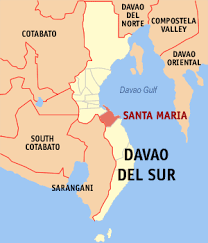 DAVAO
DEL
NORTE
COMPOSTELA
VALLEY
COTABATO
DAVAO
ORIENTAL
Davao Gulf
SANTA MARIA
SOUTH
COTABATO
DAVAO
DEL SUR
SARANGANI